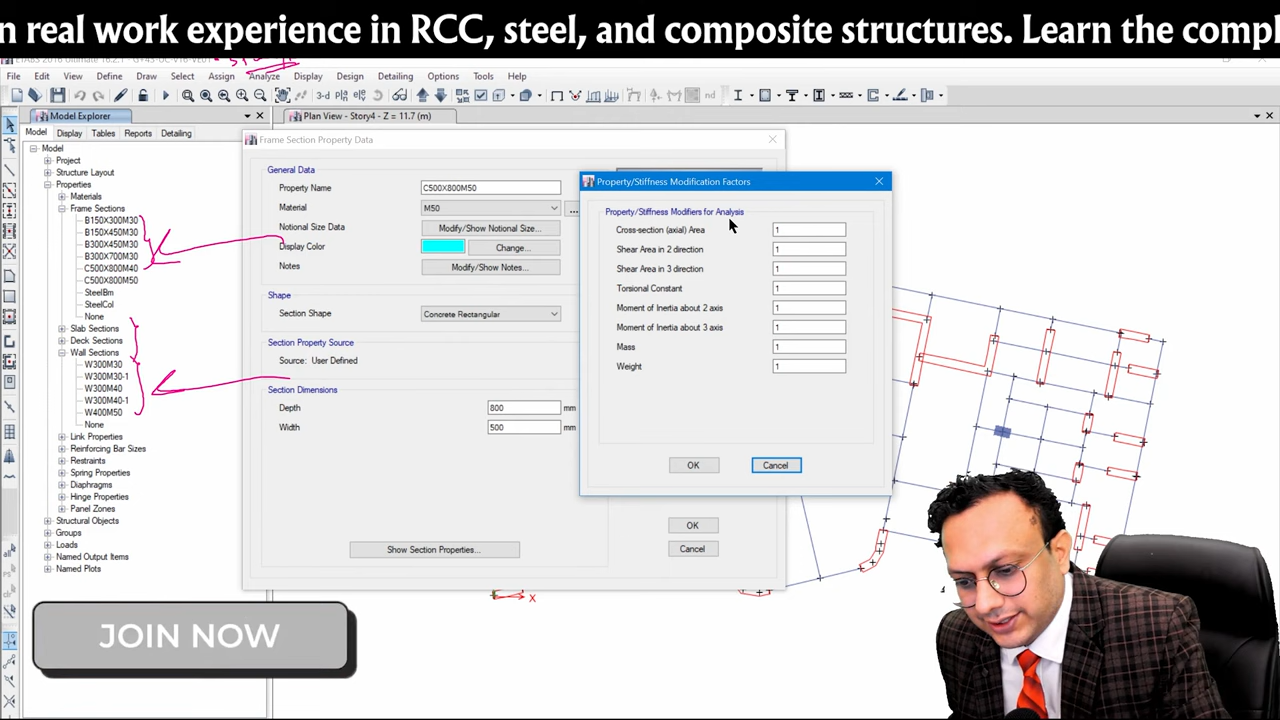 n real work experience in RCC, steel, and composite structures. Learn the compl
ETABS 2016 Ultimate 16.2.1
File Edit View Define Draw Select Assign Analyze Display Design Detailing Options Tools Help
3-d
nd
Model Explorer
Plan View - Story4 - Z = 11.7 (m)
Model Display Tables Reports Detailing
Model
Project
Structure Layout
Properties
Materials
Frame Sections
B150X300M30
B150X450M30
B300X450M30
B300X700M30
C500X800M40
C500X800M50
SteelBm
SteelCol
None
Slab Sections
Deck Sections
Wall Sections
W300M30
W300M30-1
W300M40
W300M40-1
W400M50
None
Link Properties
Reinforcing Bar Sizes
Restraints
Spring Properties
Diaphragms
Hinge Properties
Panel Zones
Structural Objects
Groups
Loads
Named Output Items
Named Plots
Frame Section Property Data
General Data
Property Name C500X800M50
Material M50 ...
Notional Size Data Modify/Show Notional Size...
Display Color Change...
Notes Modify/Show Notes...
Shape
Section Shape Concrete Rectangular
Section Property Source
Source: User Defined
Section Dimensions
Depth 800 mm
Width 500 mm
Show Section Properties...
OK
Cancel
Property/Stiffness Modification Factors
Property/Stiffness Modifiers for Analysis
Cross-section (axial) Area 1
Shear Area in 2 direction 1
Shear Area in 3 direction 1
Torsional Constant 1
Moment of Inertia about 2 axis 1
Moment of Inertia about 3 axis 1
Mass 1
Weight 1
OK Cancel
X
JOIN NOW